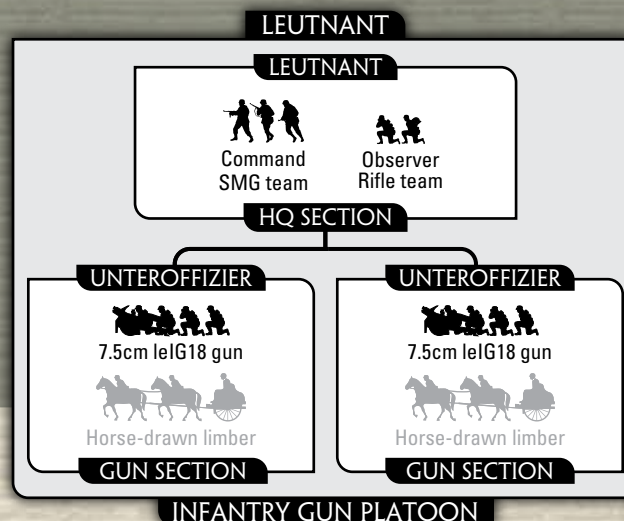 LEUTNANT
LEUTNANT
Command
SMG team
Observer
Rifle team
HQ SECTION
UNTEROFFIZIER
7.5cm leIG18 gun
Horse-drawn limber
GUN SECTION
UNTEROFFIZIER
7.5cm leIG18 gun
Horse-drawn limber
GUN SECTION
INFANTRY GUN PLATOON